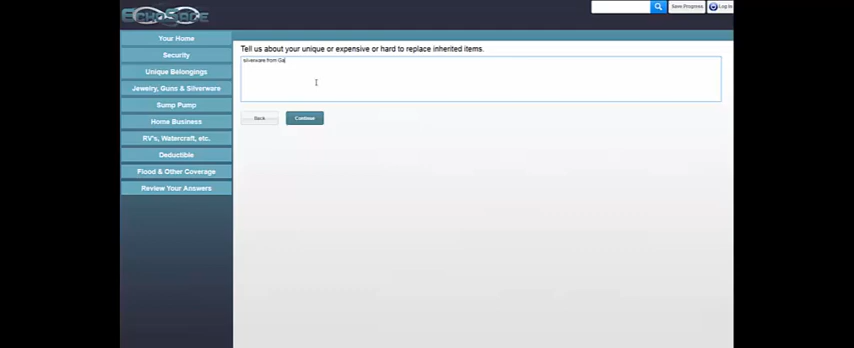 EchoSage
Save Progress
Log In
Your Home
Security
Unique Belongings
Jewelry, Guns & Silverware
Sump Pump
Home Business
RV's, Watercraft, etc.
Deductible
Flood & Other Coverage
Review Your Answers
Tell us about your unique or expensive or hard to replace inherited items.
silverware from Ga
Back
Continue